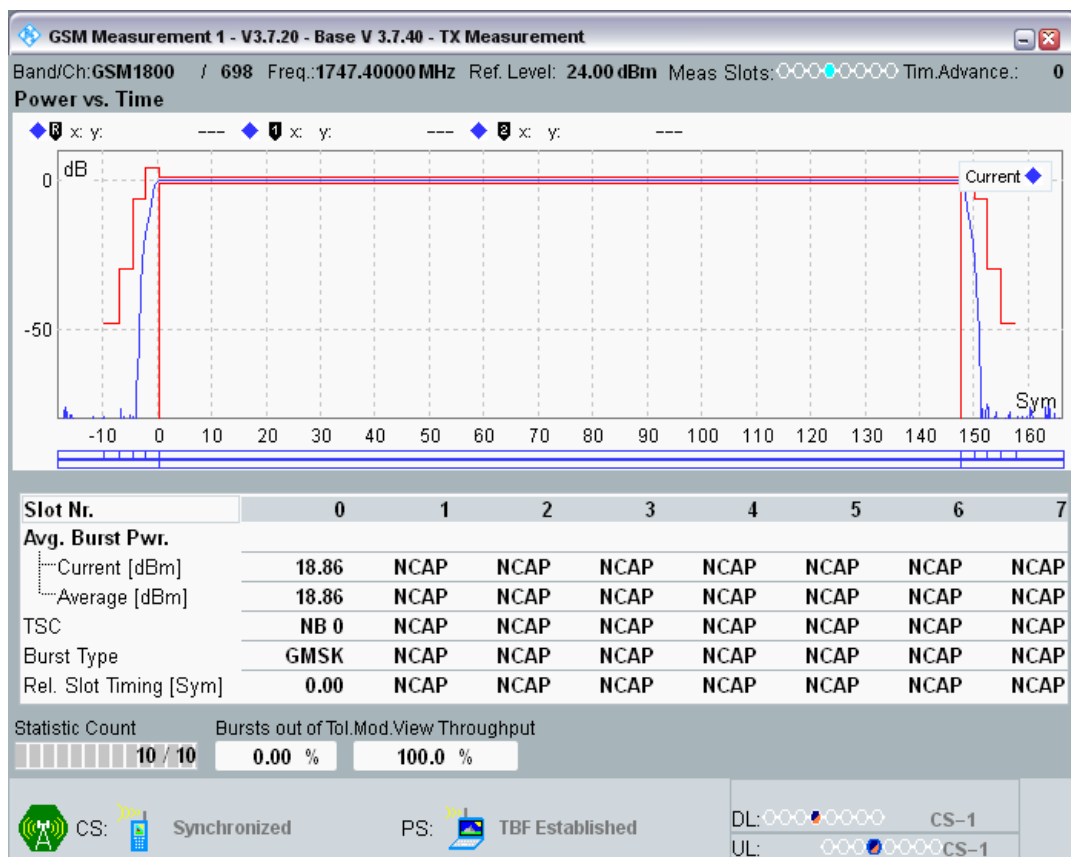 GSM Measurement 1 - V3.7.20 - Base V 3.7.40 - TX Measurement
Band/Ch:GSM1800 / 698 Freq.:1747.40000 MHz Ref. Level: 24.00 dBm Meas Slots: Tim.Advance.: 0
Power vs. Time
R x: y: --- 1 x: y: --- 2 x: y: ---
dB
Current
0
-50
Sym
-10 0 10 20 30 40 50 60 70 80 90 100 110 120 130 140 150 160
Slot Nr. 0 1 2 3 4 5 6 7
Avg. Burst Pwr.
Current [dBm] 18.86 NCAP NCAP NCAP NCAP NCAP NCAP NCAP
Average [dBm] 18.86 NCAP NCAP NCAP NCAP NCAP NCAP NCAP
TSC NB 0 NCAP NCAP NCAP NCAP NCAP NCAP NCAP
Burst Type GMSK NCAP NCAP NCAP NCAP NCAP NCAP NCAP
Rel. Slot Timing [Sym] 0.00 NCAP NCAP NCAP NCAP NCAP NCAP NCAP
Statistic Count Bursts out of Tol.Mod.View Throughput
10 / 10 0.00 % 100.0 %
CS: Synchronized PS: TBF Established DL: CS-1
UL: CS-1